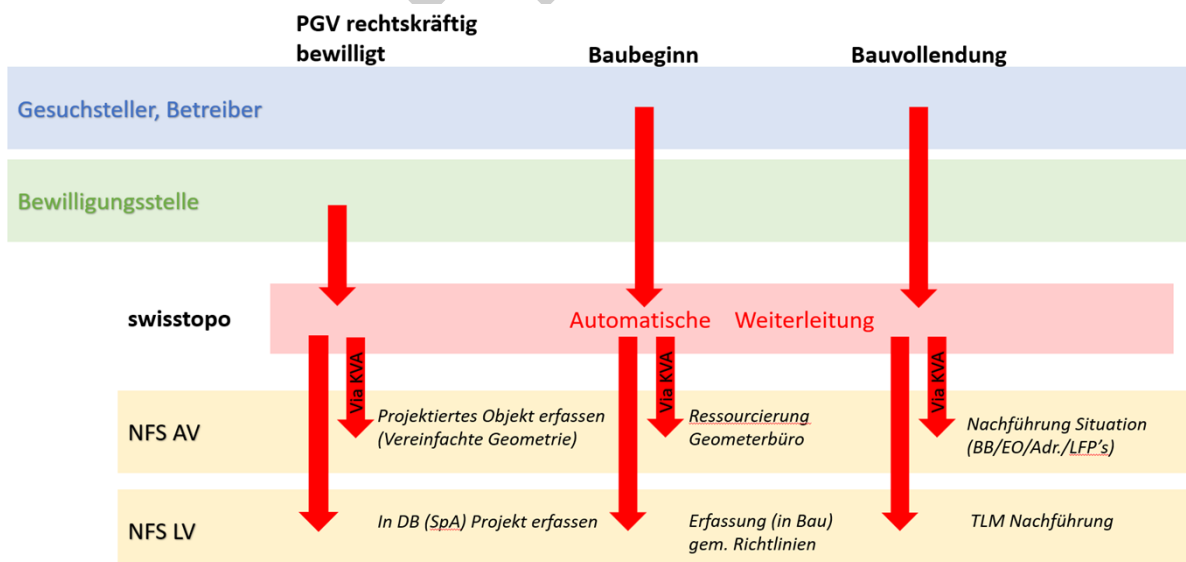 PGV rechtskräftig
bewilligt
Baubeginn
Bauvollendung
Gesuchsteller, Betreiber
Bewilligungsstelle
swisstopo
Automatische Weiterleitung
Via KVA
Via KVA
Via KVA
NFS AV
Projektiertes Objekt erfassen
(Vereinfachte Geometrie)
Ressourcierung
Geometerbüro
Nachführung Situation
(BB/EO/Adr./LFP's)
NFS LV
In DB (SpA) Projekt erfassen
Erfassung (in Bau)
gem. Richtlinien
TLM Nachführung